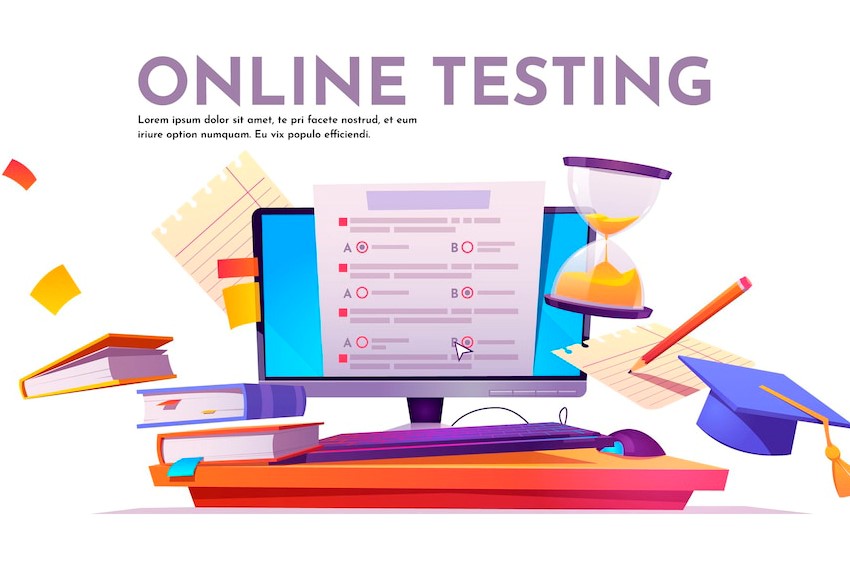 ONLINE TESTING
Lorem ipsum dolor sit amet, te pri facete nostrud, et eum
iriure option numquam. Eu vix populo efficiendi.
A B
A B
A B